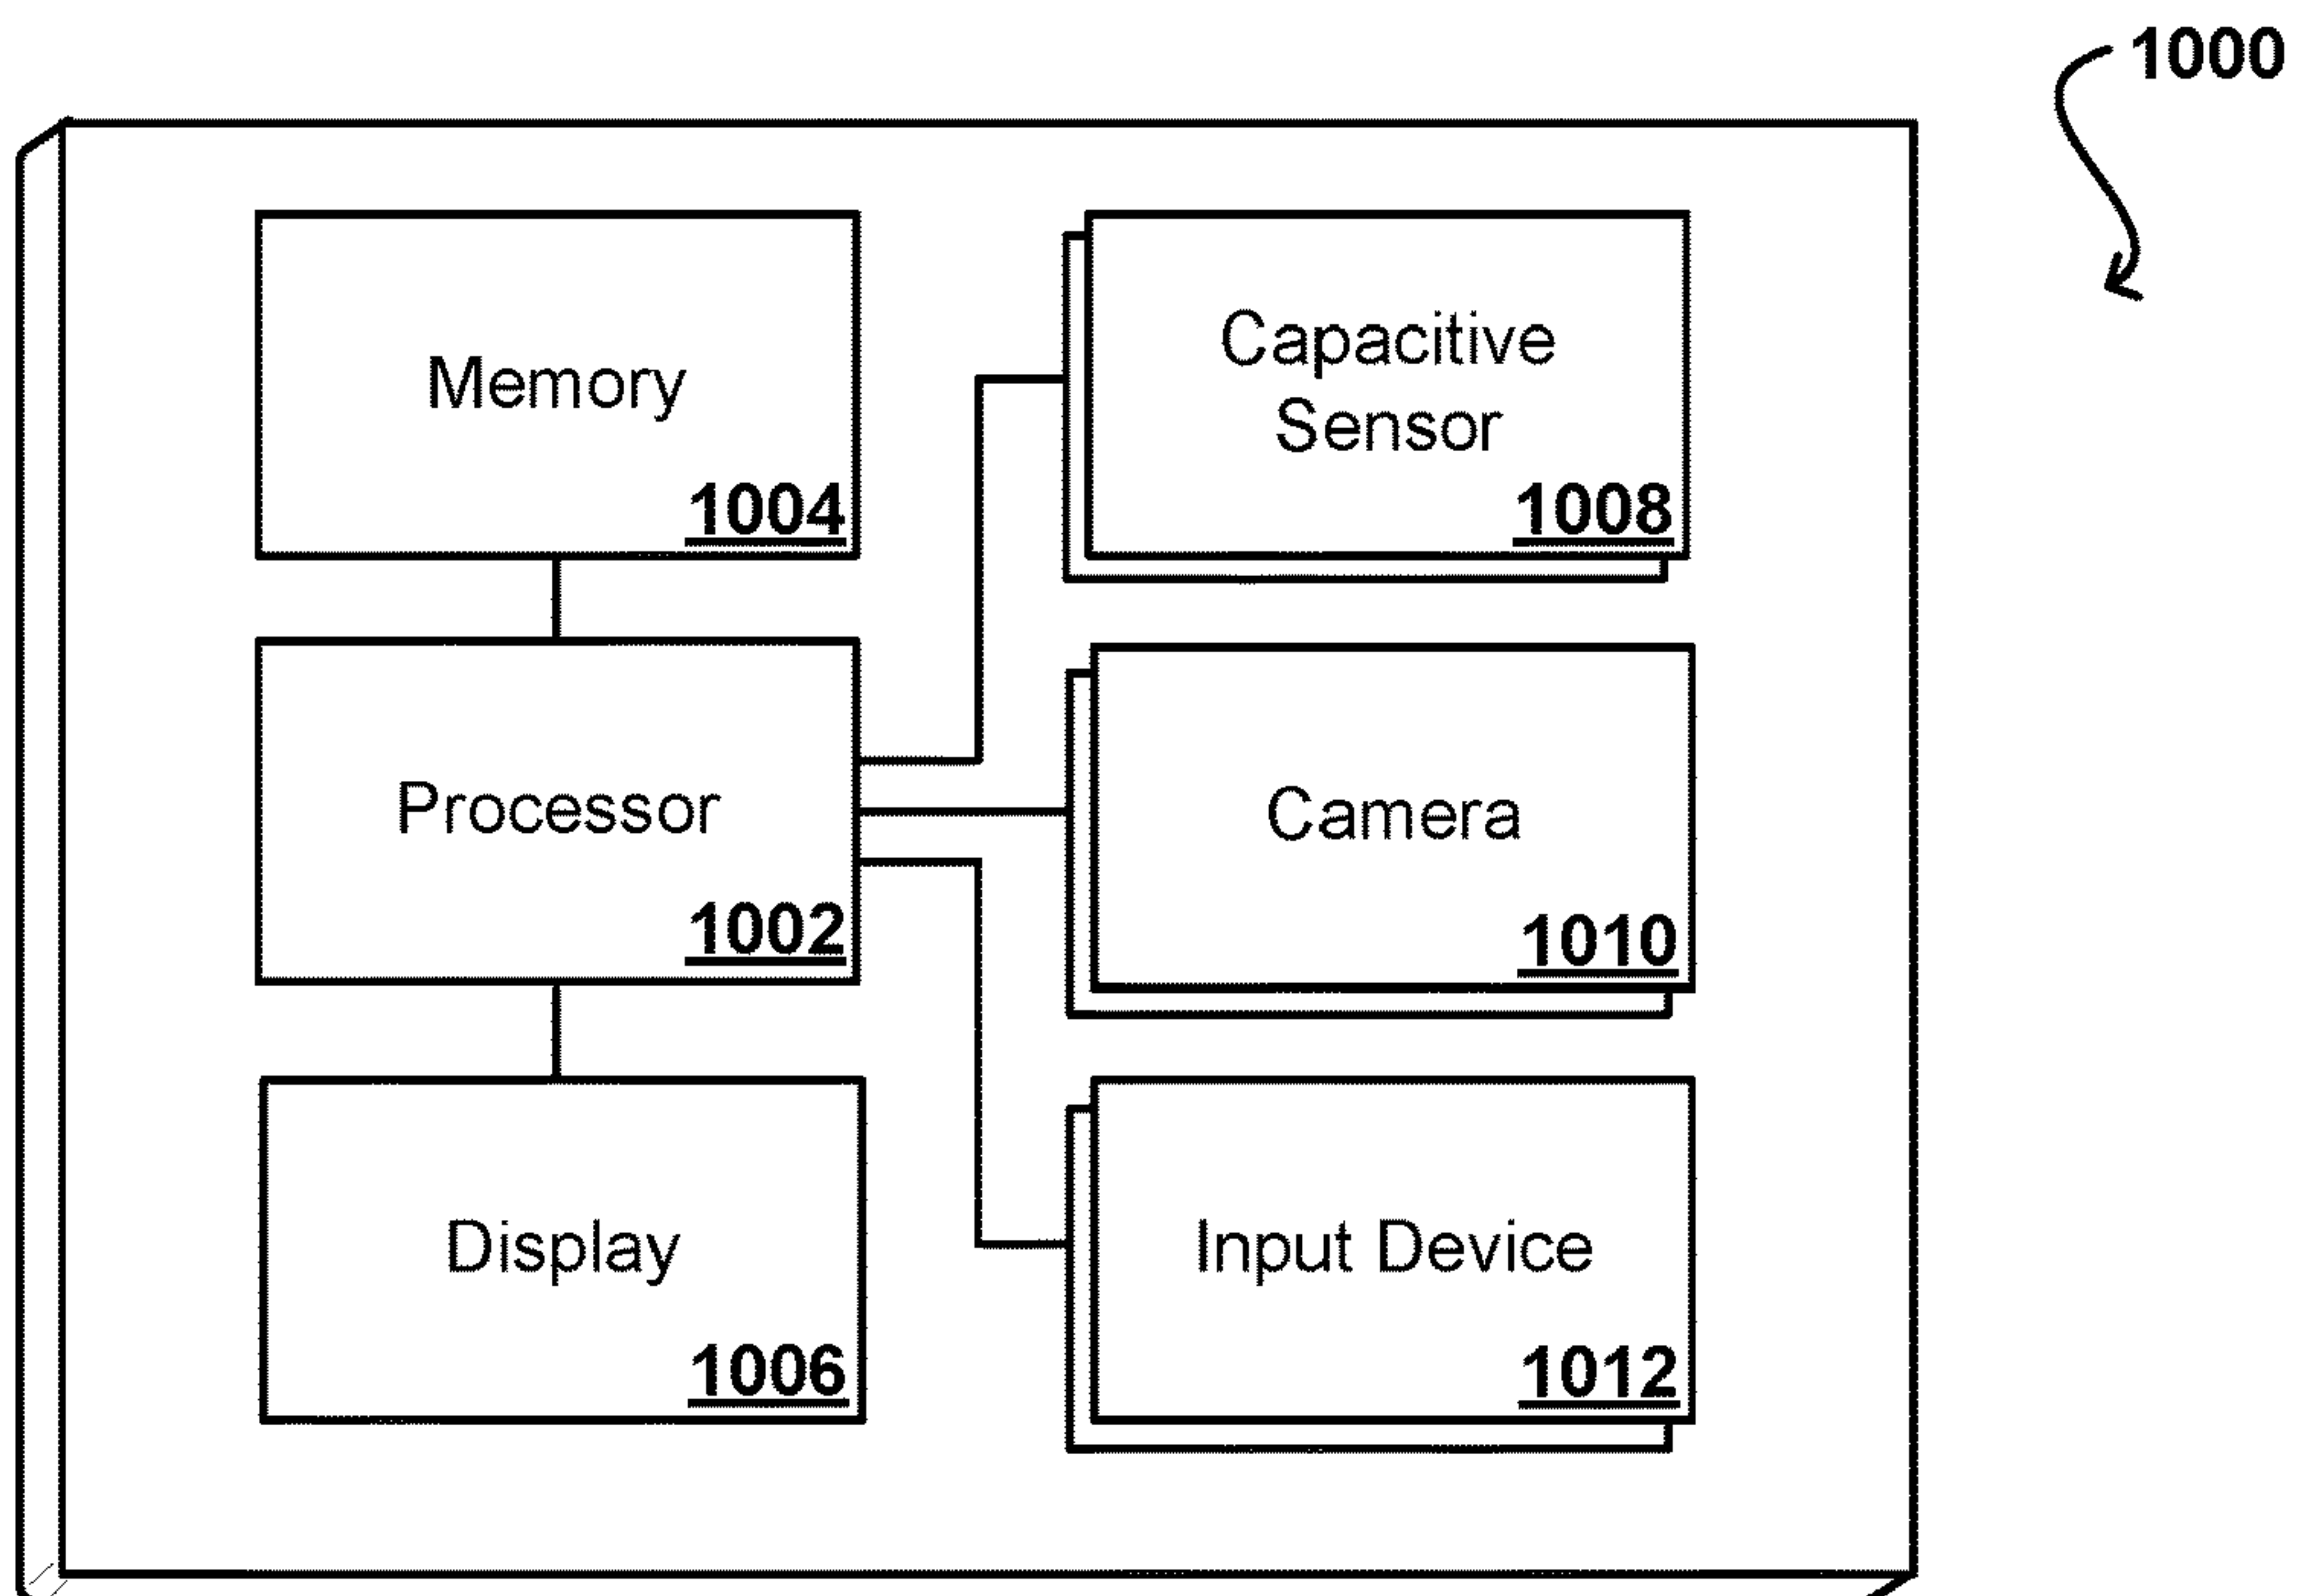 1000
Memory
1004
Capacitive
Sensor
1008
Processor
1002
Camera
1010
Display
1006
Input Device
1012